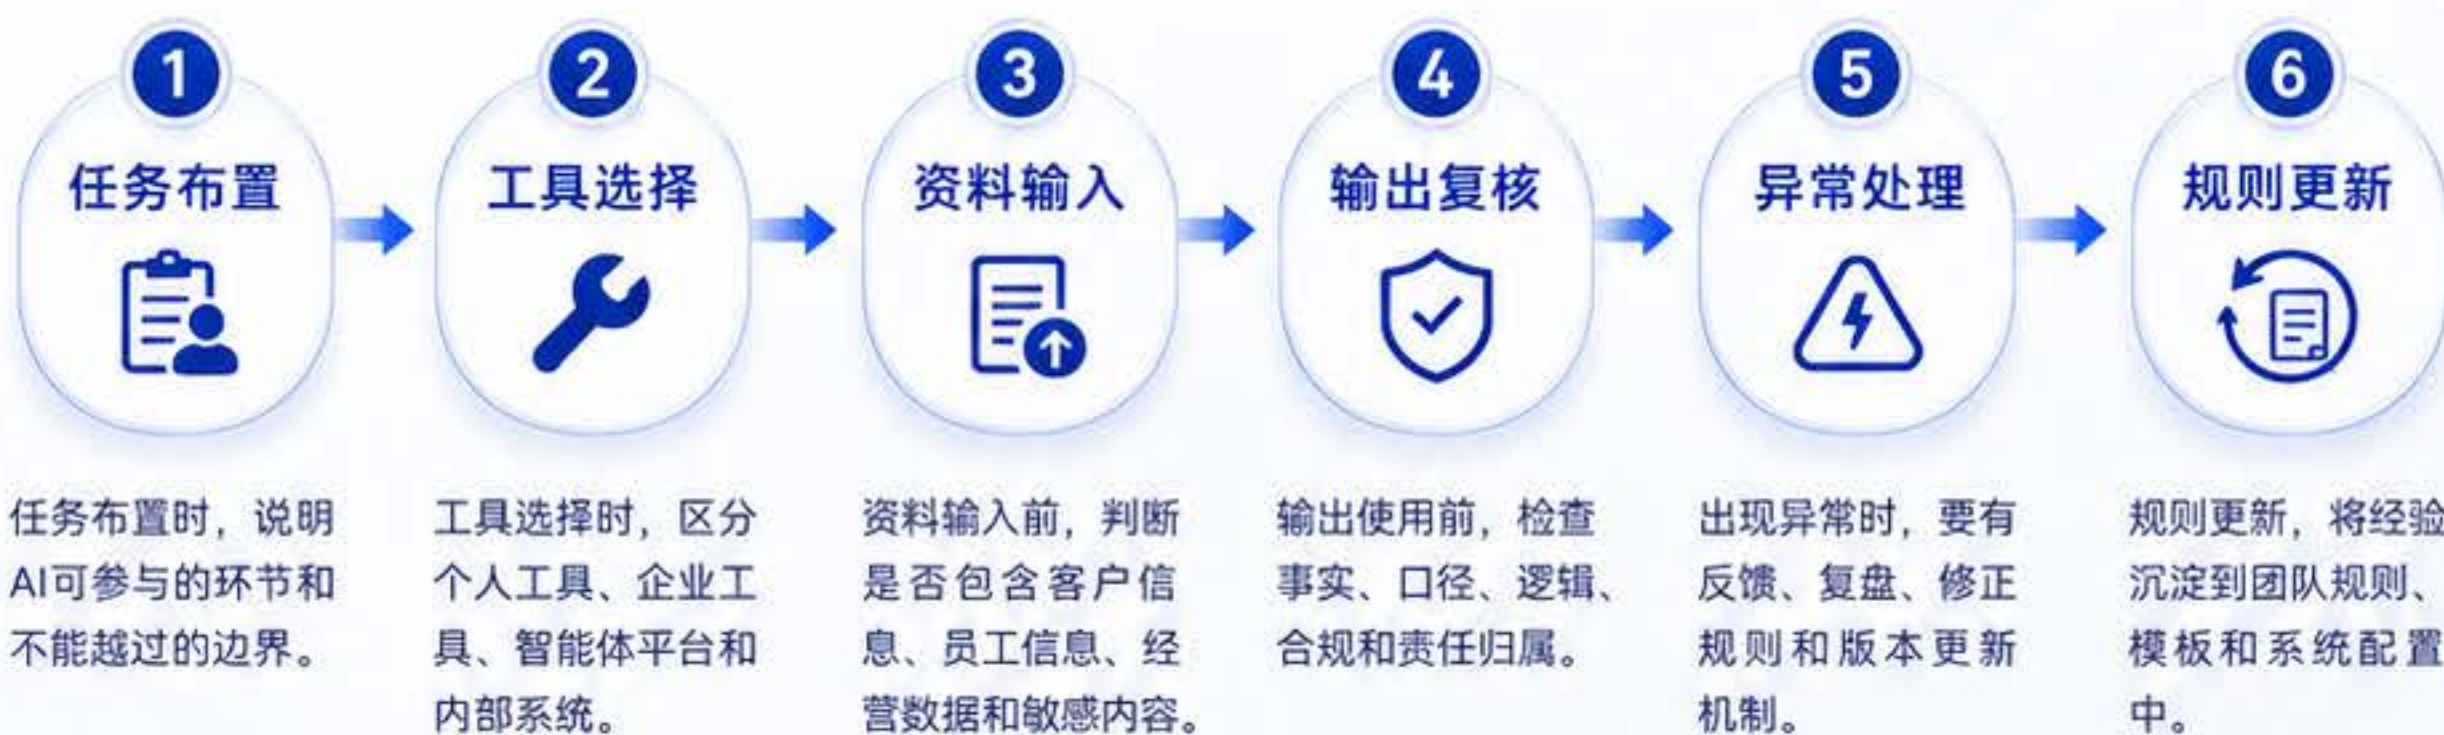 1
任务布置
任务布置时，说明
AI可参与的环节和
不能越过的边界。
2
工具选择
工具选择时，区分
个人工具、企业工
具、智能体平台和
内部系统。
3
资料输入
资料输入前，判断
是否包含客户信
息、员工信息、经
营数据和敏感内容。
4
输出复核
输出使用前，检查
事实、口径、逻辑、
合规和责任归属。
5
异常处理
出现异常时，要有
反馈、复盘、修正
规则和版本更新
机制。
6
规则更新
规则更新，将经验
沉淀到团队规则、
模板和系统配置
中。